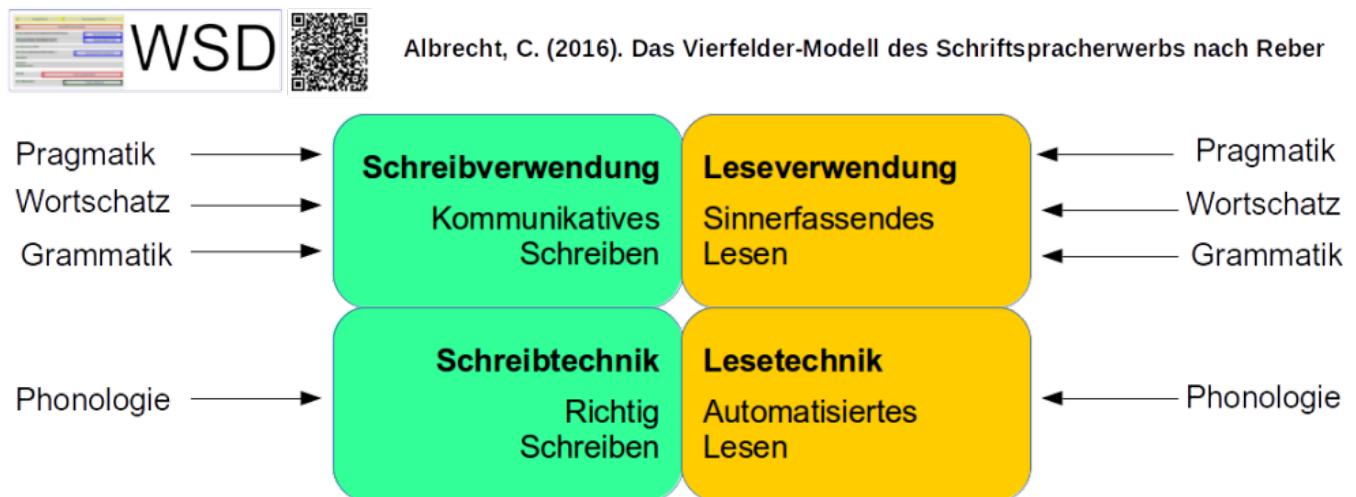 WSD
Albrecht, C. (2016). Das Vierfelder-Modell des Schriftspracherwerbs nach Reber
Pragmatik
Wortschatz
Grammatik
Schreibverwendung
Kommunikatives
Schreiben
Leseverwendung
Sinnerfassendes
Lesen
Pragmatik
Wortschatz
Grammatik
Phonologie
Schreibtechnik
Richtig
Schreiben
Lesetechnik
Automatisiertes
Lesen
Phonologie